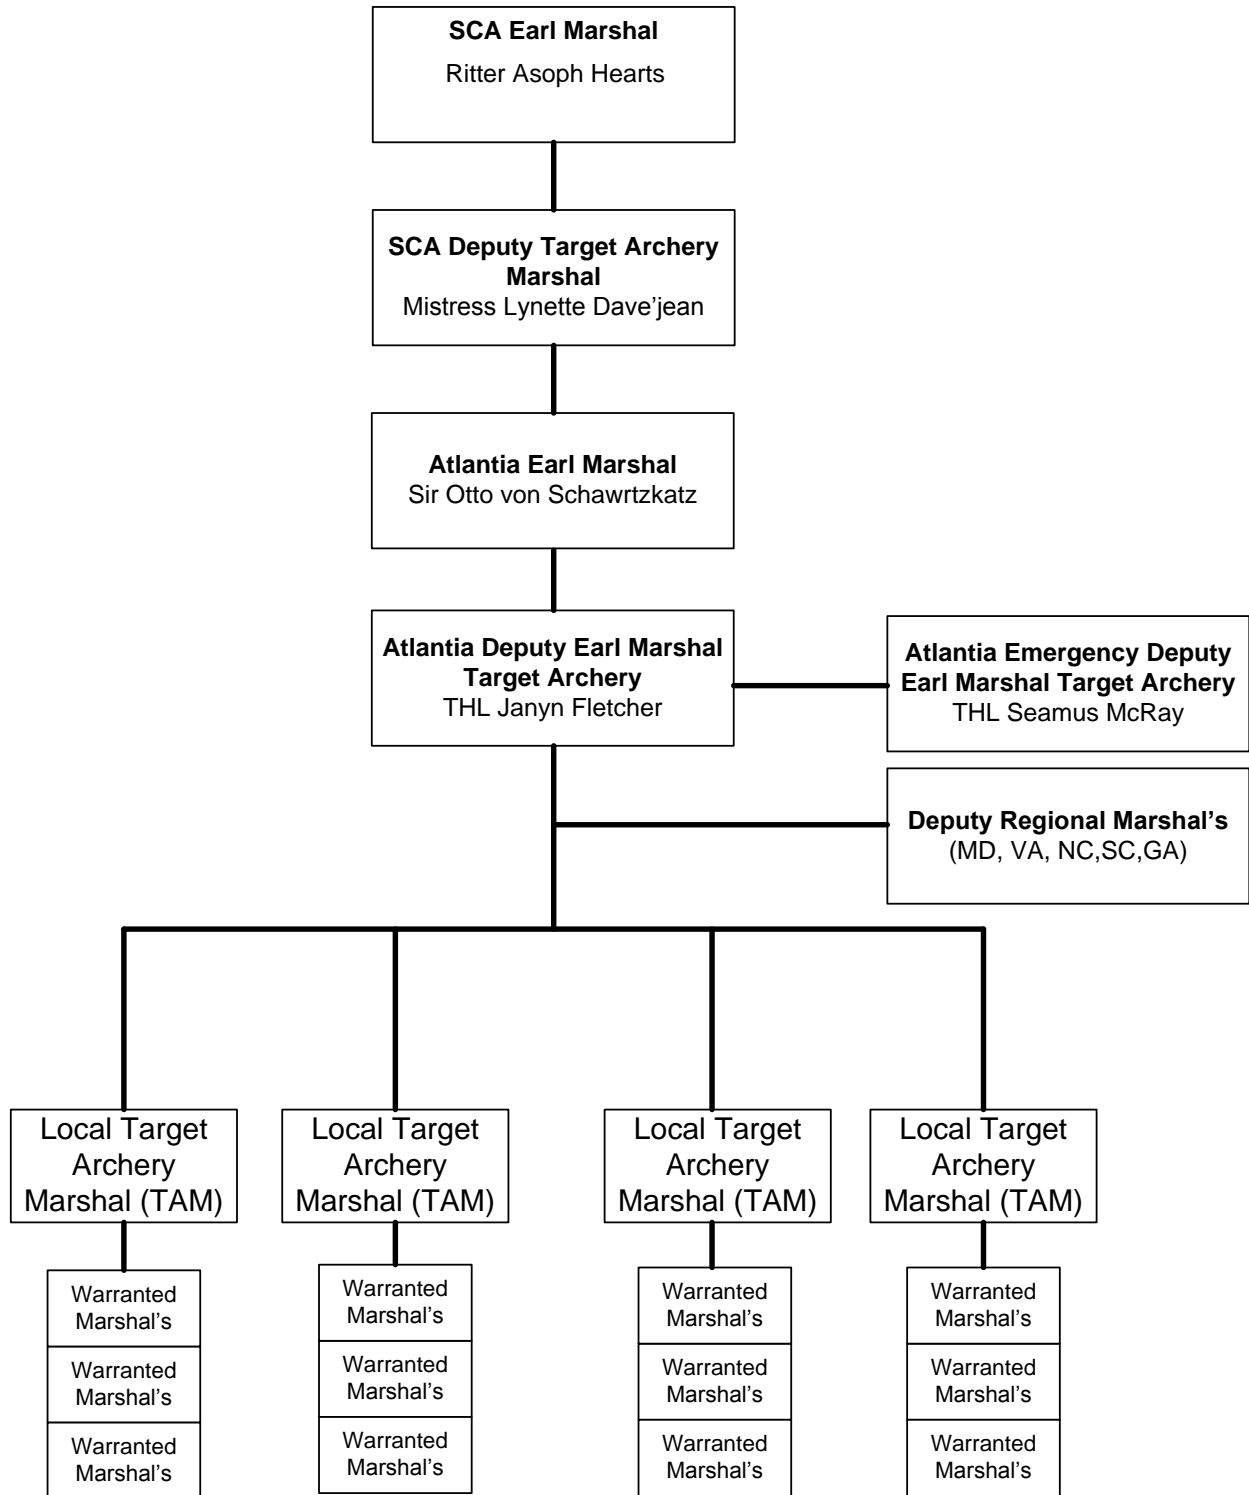 SCA Earl Marshal
Ritter Asoph Hearts
SCA Deputy Target Archery
Marshal
Mistress Lynette Dave’jean
Atlantia Earl Marshal
Sir Otto von Schawrtzkatz
Atlantia Deputy Earl Marshal
Target Archery
THL Janyn Fletcher
Atlantia Emergency Deputy
Earl Marshal Target Archery
THL Seamus McRay
Deputy Regional Marshal’s
(MD, VA, NC,SC,GA)
Local Target
Archery
Marshal (TAM)
Local Target
Archery
Marshal (TAM)
Local Target
Archery
Marshal (TAM)
Local Target
Archery
Marshal (TAM)
Warranted
Marshal’s
Warranted
Marshal’s
Warranted
Marshal’s
Warranted
Marshal’s
Warranted
Marshal’s
Warranted
Marshal’s
Warranted
Marshal’s
Warranted
Marshal’s
Warranted
Marshal’s
Warranted
Marshal’s
Warranted
Marshal’s
Warranted
Marshal’s